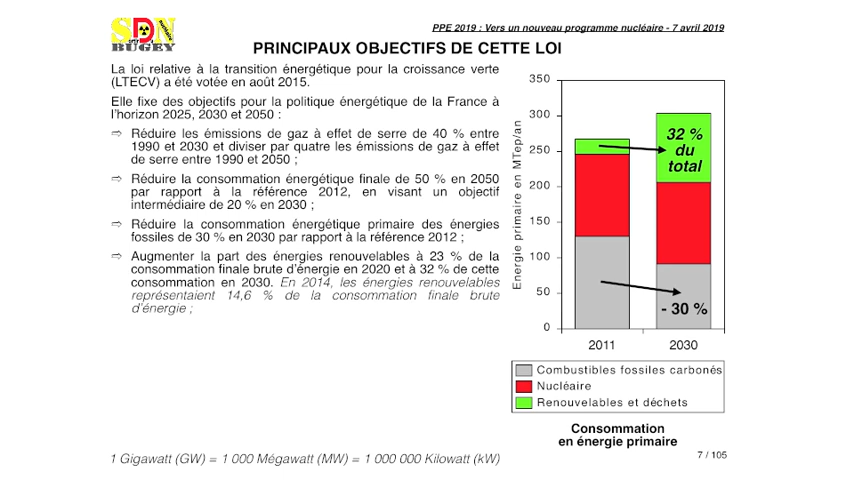 SDN
BUGEY
PPE 2019 : Vers un nouveau programme nucléaire - 7 avril 2019
PRINCIPAUX OBJECTIFS DE CETTE LOI
La loi relative à la transition énergétique pour la croissance verte
(LTECV) a été votée en août 2015.
Elle fixe des objectifs pour la politique énergétique de la France à
l'horizon 2025, 2030 et 2050 :
⇨ Réduire les émissions de gaz à effet de serre de 40 % entre
1990 et 2030 et diviser par quatre les émissions de gaz à effet
de serre entre 1990 et 2050 ;
⇨ Réduire la consommation énergétique finale de 50 % en 2050
par rapport à la référence 2012, en visant un objectif
intermédiaire de 20 % en 2030 ;
⇨ Réduire la consommation énergétique primaire des énergies
fossiles de 30 % en 2030 par rapport à la référence 2012 ;
⇨ Augmenter la part des énergies renouvelables à 23 % de la
consommation finale brute d'énergie en 2020 et à 32 % de cette
consommation en 2030. En 2014, les énergies renouvelables
représentaient 14,6 % de la consommation finale brute
d'énergie ;
Energie primaire en MTep/an
350
300
250
200
150
100
50
0
32 %
du
total
- 30 %
2011
2030
Combustibles fossiles carbonés
Nucléaire
Renouvelables et déchets
Consommation
en énergie primaire
1 Gigawatt (GW) = 1 000 Mégawatt (MW) = 1 000 000 Kilowatt (kW)
7 / 105